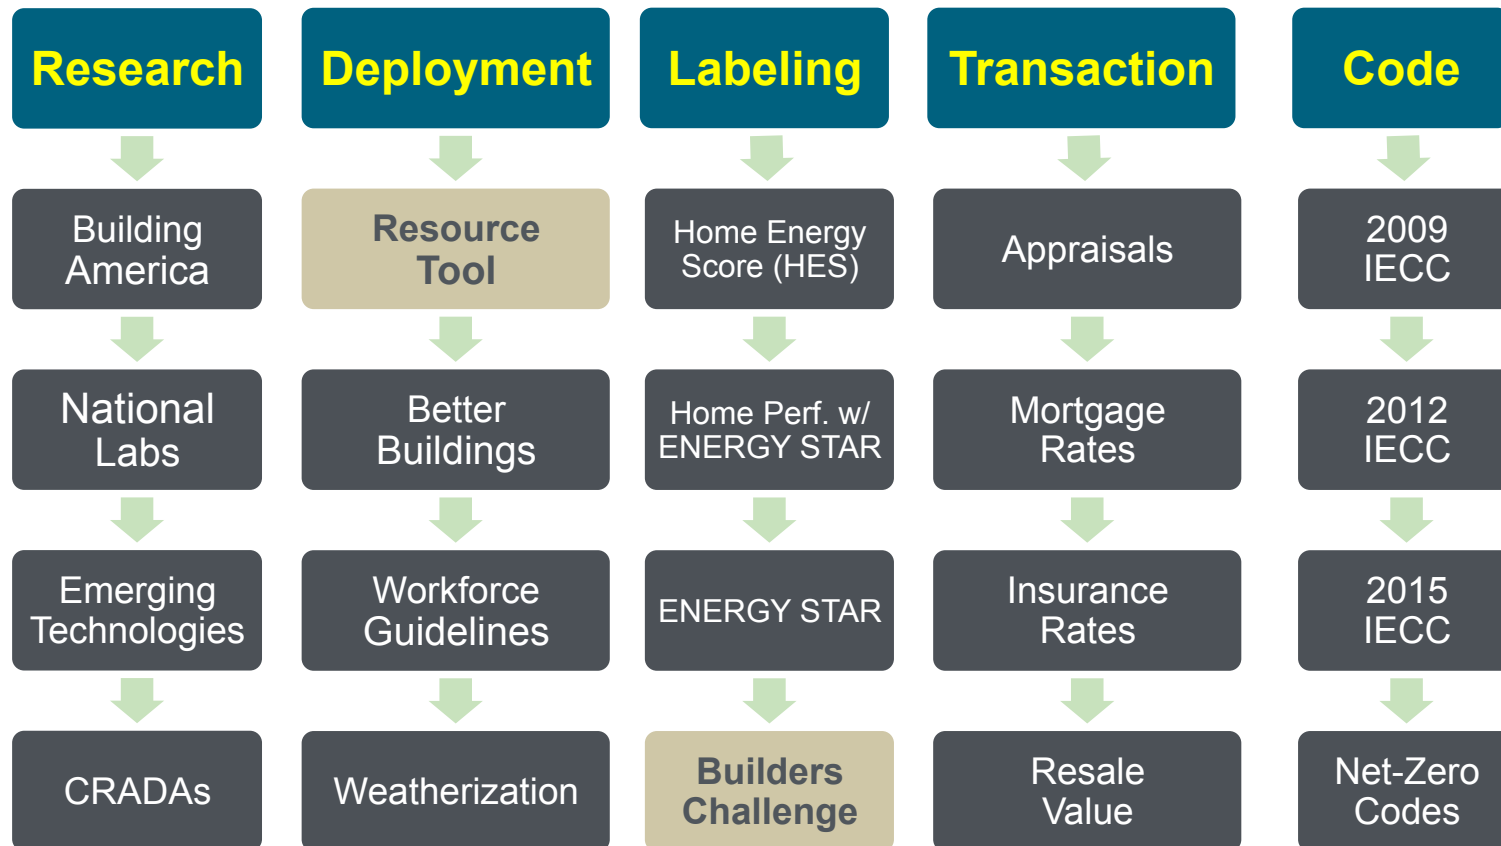 Research
Deployment
Labeling
Transaction
Code
Building
America
Resource
Tool
Home Energy
Score (HES)
Appraisals
2009
IECC
National
Labs
Better
Buildings
Home Perf. w/
ENERGY STAR
Mortgage
Rates
2012
IECC
Emerging
Technologies
Workforce
Guidelines
ENERGY STAR
Insurance
Rates
2015
IECC
CRADAs
Weatherization
Builders
Challenge
Resale
Value
Net-Zero
Codes